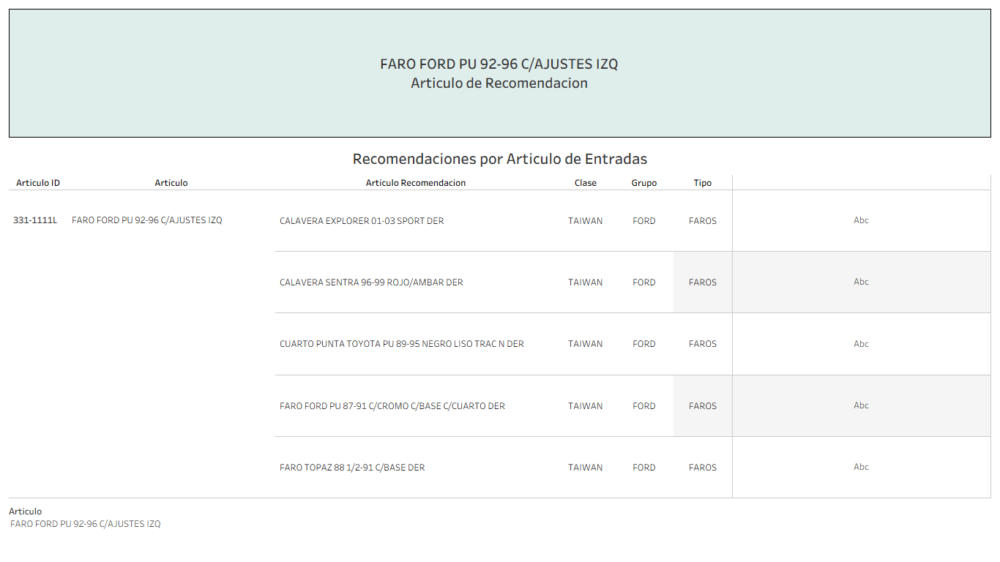 FARO FORD PU 92-96 C/AJUSTES IZQ
Articulo de Recomendacion
Recomendaciones por Articulo de Entradas
Articulo ID Articulo Articulo Recomendacion Clase Grupo Tipo
331-1111L FARO FORD PU 92-96 C/AJUSTES IZQ CALAVERA EXPLORER 01-03 SPORT DER TAIWAN FORD FAROS Abc
CALAVERA SENTRA 96-99 ROJO/AMBAR DER TAIWAN FORD FAROS Abc
CUARTO PUNTA TOYOTA PU 89-95 NEGRO LISO TRAC N DER TAIWAN FORD FAROS Abc
FARO FORD PU 87-91 C/CROMO C/BASE C/CUARTO DER TAIWAN FORD FAROS Abc
FARO TOPAZ 88 1/2-91 C/BASE DER TAIWAN FORD FAROS Abc
Articulo
FARO FORD PU 92-96 C/AJUSTES IZQ